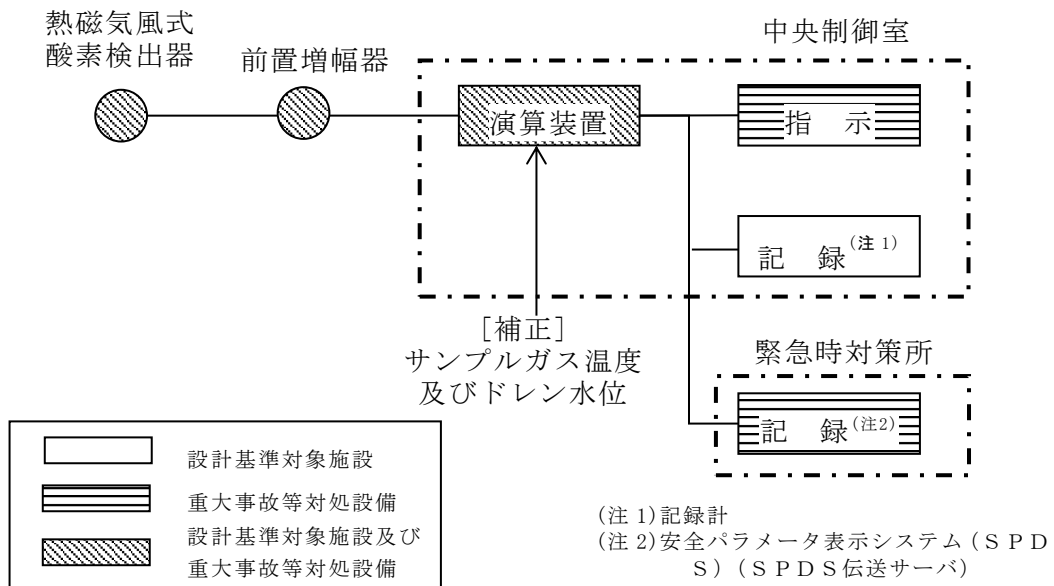 熱磁気風式
酸素検出器
前置増幅器
中央制御室
演算装置
指　示
記　録(注 1)
[補正]
サンプルガス温度
及びドレン水位
緊急時対策所
記　録(注2)
設計基準対象施設
重大事故等対処設備
設計基準対象施設及び
重大事故等対処設備
(注 1)記録計
(注 2)安全パラメータ表示システム(ＳＰＤ
Ｓ)(ＳＰＤＳ伝送サーバ)